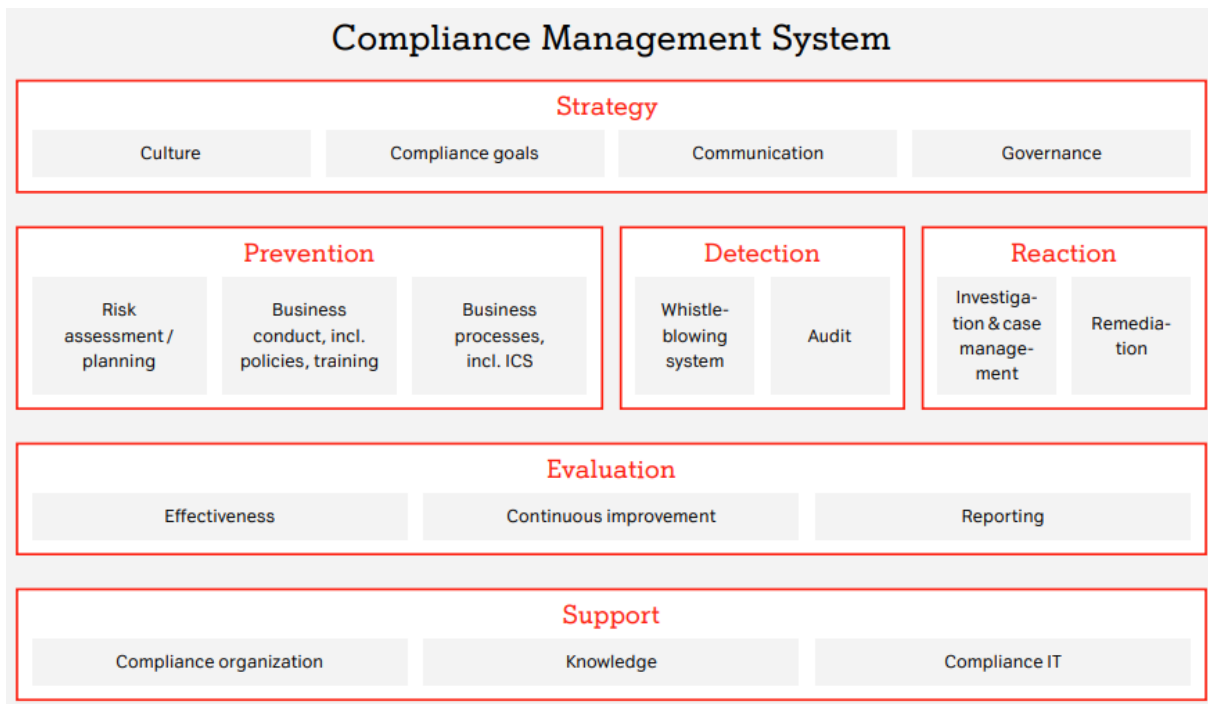 Compliance Management System
Strategy
Culture
Compliance goals
Communication
Governance
Prevention
Risk
assessment /
planning
Business
conduct, incl.
policies, training
Business
processes,
incl. ICS
Detection
Whistle-
blowing
system
Audit
Reaction
Investiga-
tion & case
manage-
ment
Remedia-
tion
Evaluation
Effectiveness
Continuous improvement
Reporting
Support
Compliance organization
Knowledge
Compliance IT